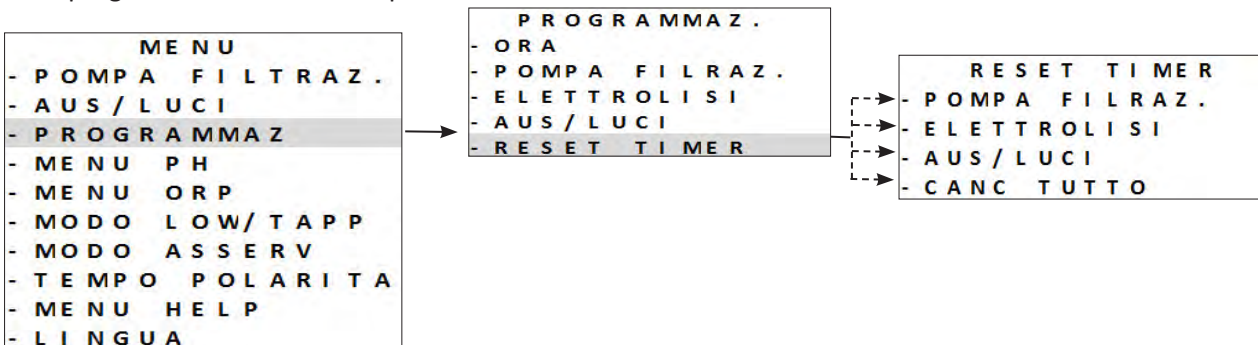 MENU
- POMPA FILTRAZ.
- AUS/LUCI
- PROGRAMMAZ
- MENU PH
- MENU ORP
- MODO LOW/TAPP
- MODO ASSERV
- TEMPO POLARITA
- MENU HELP
- LINGUA
PROGRAMMAZ.
- ORA
- POMPA FILRAZ.
- ELETTROLISI
- AUS/LUCI
- RESET TIMER
RESET TIMER
- POMPA FILRAZ.
- ELETTROLISI
- AUS/LUCI
- CANC TUTTO